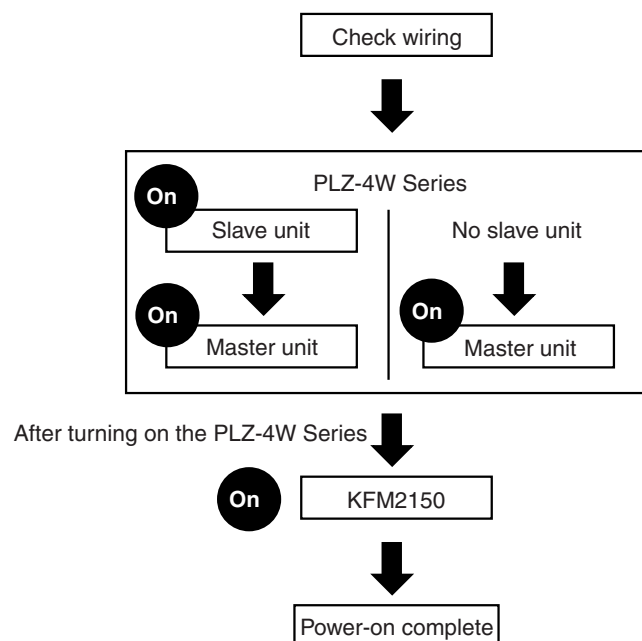 Check wiring
PLZ-4W Series
On
Slave unit
No slave unit
On
Master unit
On
Master unit
After turning on the PLZ-4W Series
On
KFM2150
Power-on complete